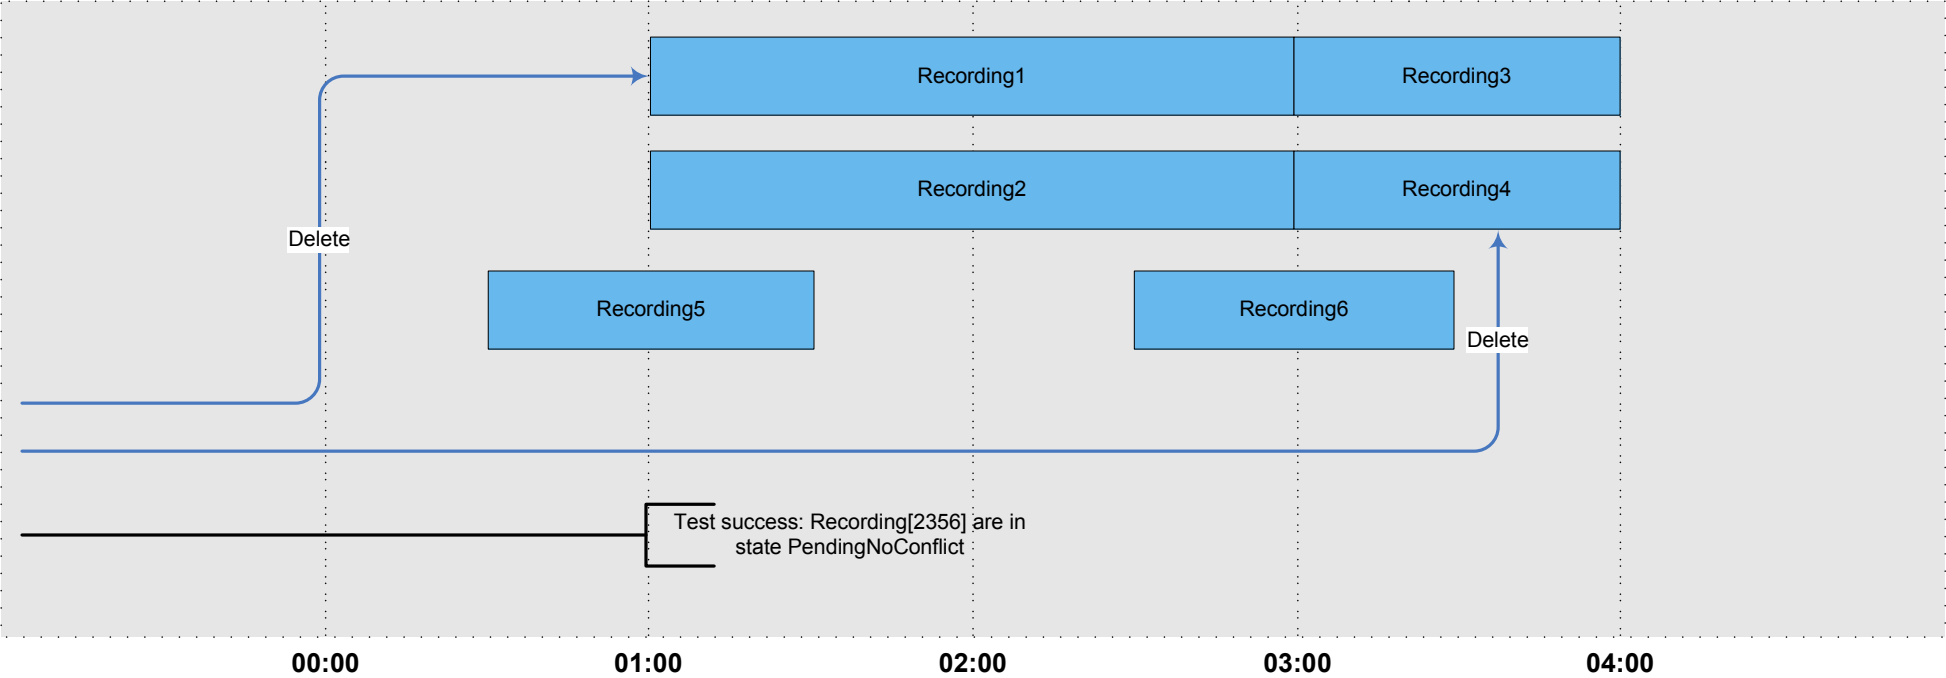 Recording1
Recording3
Recording2
Recording4
Delete
Recording5
Recording6
Delete
Test success: Recording[2356] are in
state PendingNoConflict
00:00
01:00
02:00
03:00
04:00